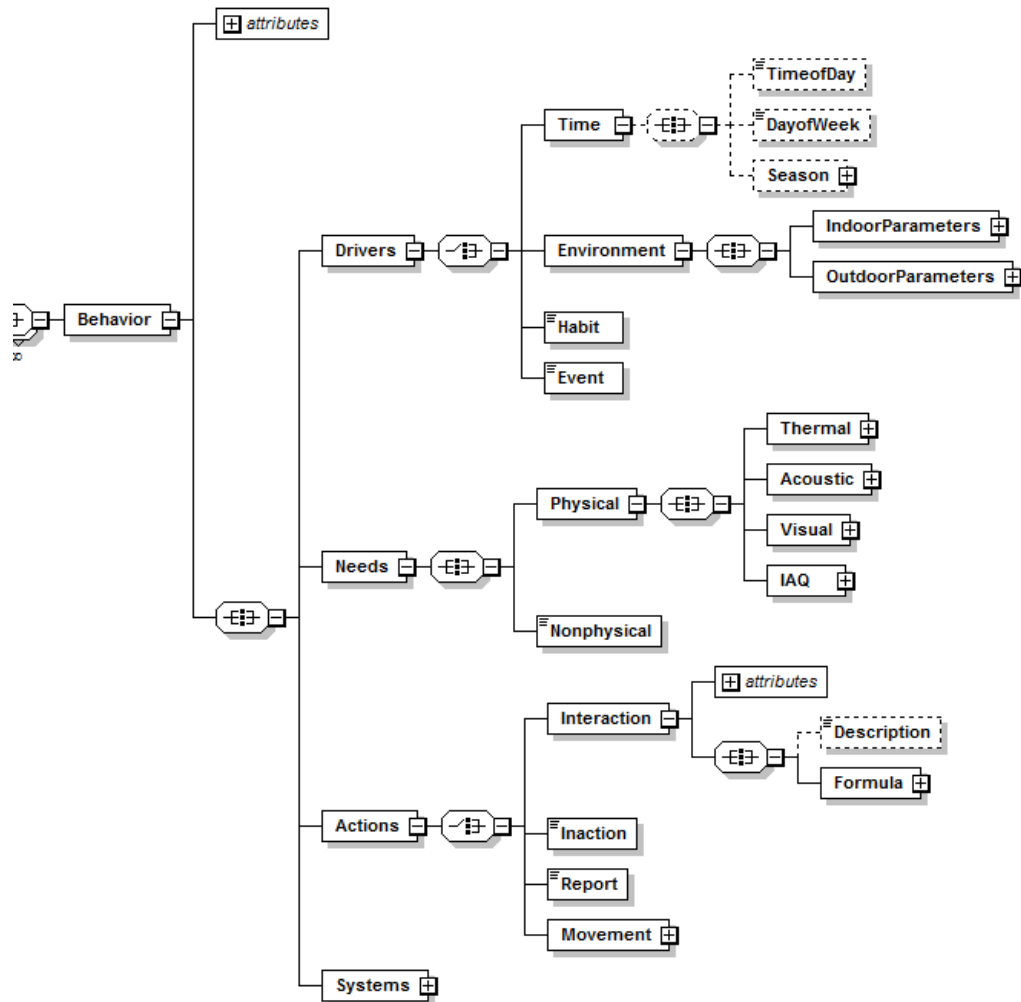 attributes
TimeofDay
Time
DayofWeek
Season
IndoorParameters
Drivers
Environment
OutdoorParameters
Behavior
Habit
Event
Thermal
Acoustic
Physical
Visual
Needs
IAQ
Nonphysical
attributes
Interaction
Description
Formula
Actions
Inaction
Report
Movement
Systems